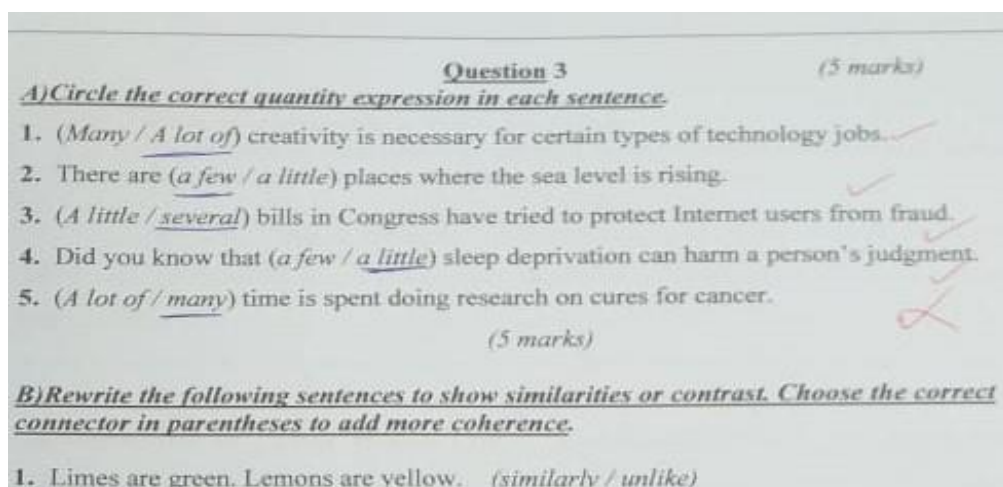 Question 3 (5 marks)
A)Circle the correct quantity expression in each sentence.
1. (Many / A lot of) creativity is necessary for certain types of technology jobs.
2. There are (a few / a little) places where the sea level is rising.
3. (A little / several) bills in Congress have tried to protect Internet users from fraud.
4. Did you know that (a few / a little) sleep deprivation can harm a person's judgment.
5. (A lot of / many) time is spent doing research on cures for cancer.
(5 marks)
B)Rewrite the following sentences to show similarities or contrast. Choose the correct
connector in parentheses to add more coherence.
1. Limes are green. Lemons are yellow. (similarly / unlike)